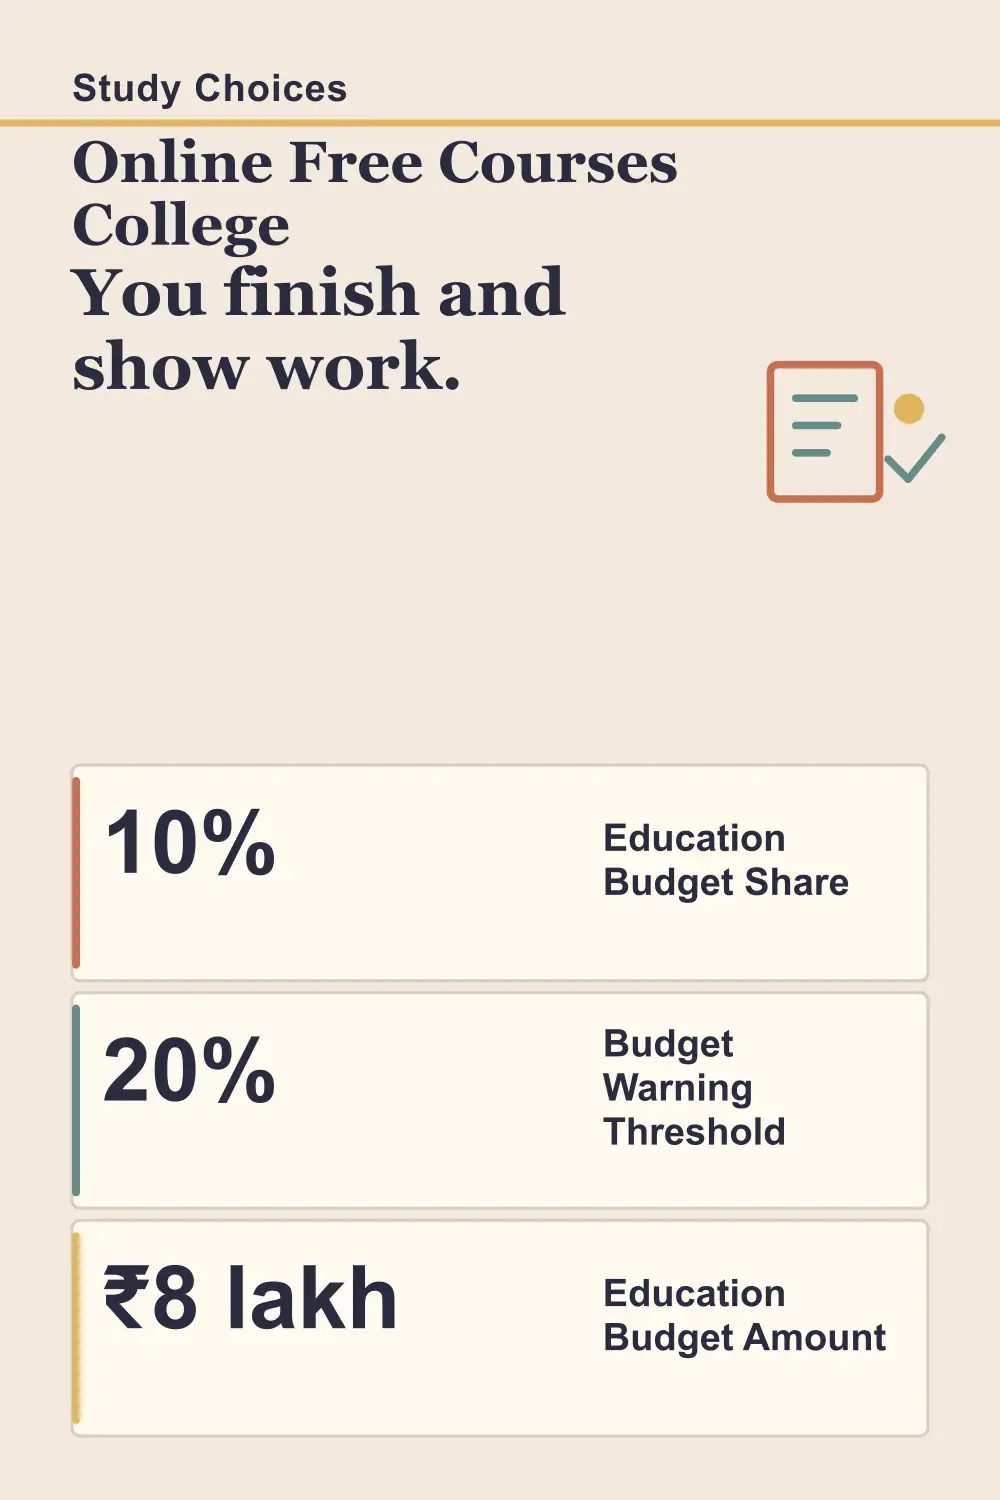 Study Choices
Online Free Courses
College
You finish and
show work.
10%
Education
Budget Share
20%
Budget
Warning
Threshold
₹8 lakh
Education
Budget Amount